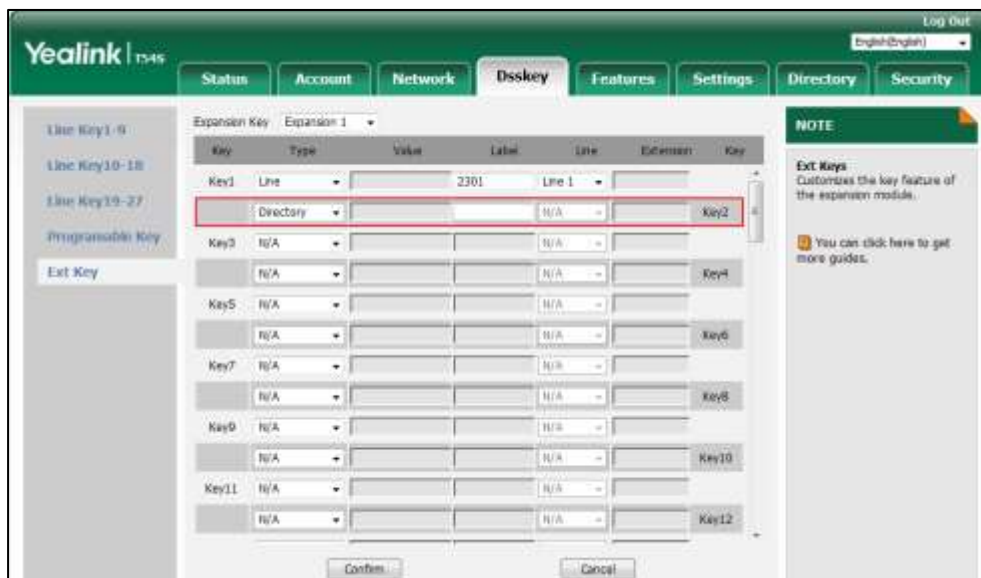 Log Out
Yealink T54S
English(English)
Status Account Network Dsskey Features Settings Directory Security
Line Key1-9
Line Key10-18
Line Key19-27
Programable Key
Ext Key
Expansion Key Expansion 1
Key Type Value Label Line Extension Key
Key1 Line 2301 Line 1
Directory N/A Key2
Key3 N/A N/A
N/A N/A Key4
Key5 N/A N/A
N/A N/A Key6
Key7 N/A N/A
N/A N/A Key8
Key9 N/A N/A
N/A N/A Key10
Key11 N/A N/A
N/A N/A Key12
Confirm Cancel
NOTE
Ext Keys
Customizes the key feature of
the expansion module.
You can click here to get
more guides.